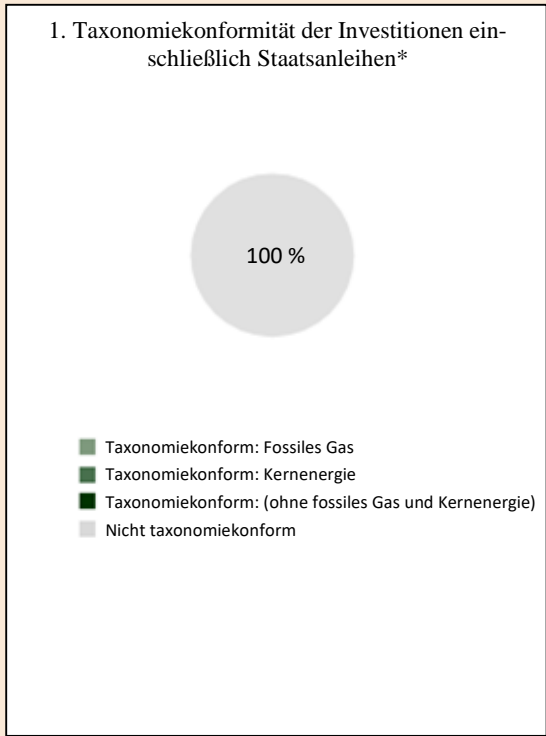 1. Taxonomiekonformität der Investitionen ein-
schließlich Staatsanleihen*
100 %
Taxonomiekonform: Fossiles Gas
Taxonomiekonform: Kernenergie
Taxonomiekonform: (ohne fossiles Gas und Kernenergie)
Nicht taxonomiekonform